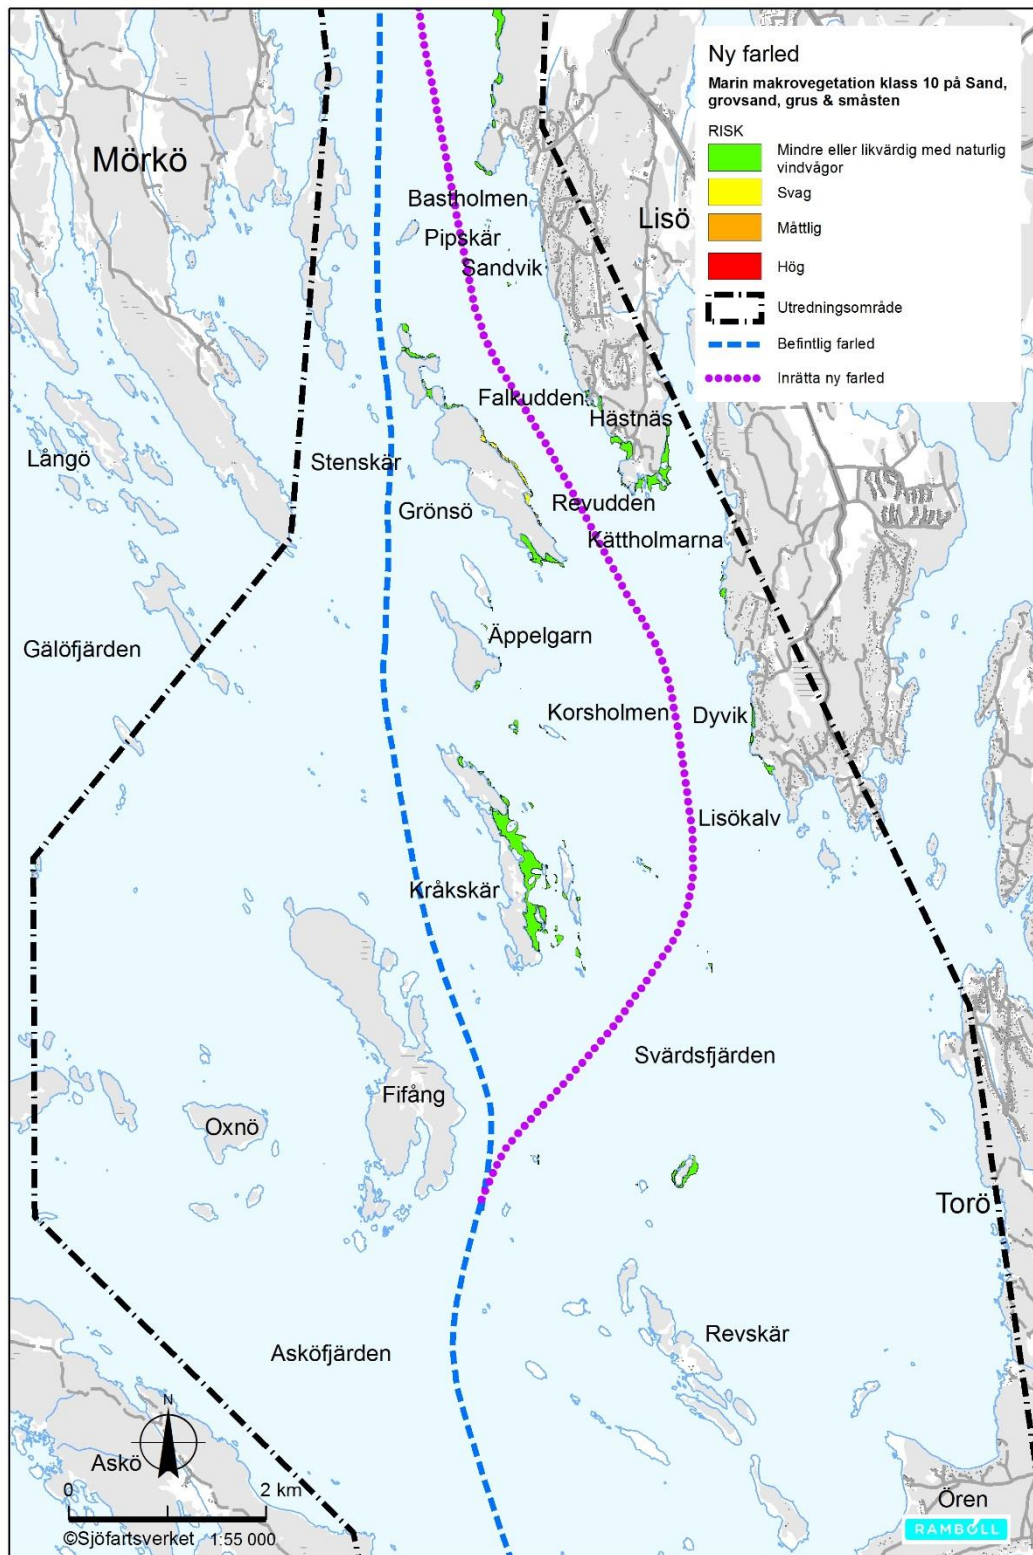 Ny farled
Marin makrovegetation klass 10 på Sand,
grovsand, grus & småsten
RISK
Mindre eller likvärdig med naturlig
vindvågor
Svag
Måttlig
Hög
Utredningsområde
Befintlig farled
Inrätta ny farled
Mörkö
Bastholmen
Lisö
Pipskär
Sandvik
Falkudden
Hästnäs
Långö
Stenskär
Grönsö
Revudden
Kättholmarna
Gälöfjärden
Äppelgarn
Korsholmen
Dyvik
Lisökalv
Kråkskär
Svärdsfjärden
Fifång
Oxnö
Torö
Revskär
Asköfjärden
N
Askö
0 2 km
©Sjöfartsverket 1:55 000
Ören
RAMBOLL